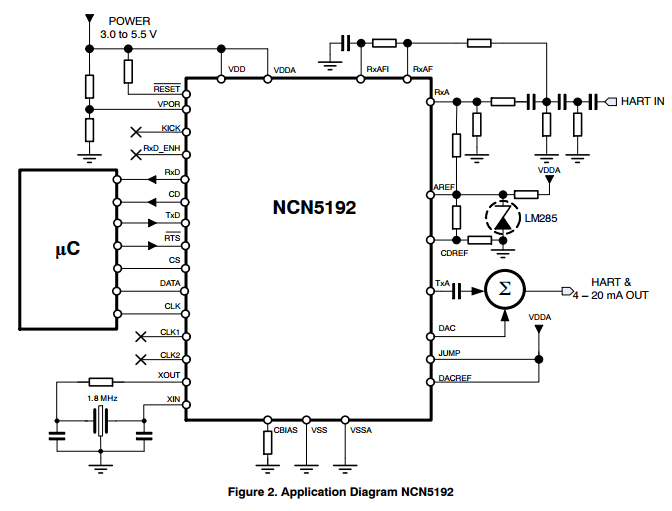 POWER
3.0 to 5.5 V
VDD
VDDA
RxAFI
RxAF
RESET
VPOR
KICK
RxD_ENH
RxD
CD
TxD
RTS
CS
DATA
CLK
CLK1
CLK2
XOUT
XIN
μC
1.8 MHz
NCN5192
RxA
HART IN
VDDA
AREF
LM285
CDREF
TxA
Σ
HART &
4 – 20 mA OUT
DAC
VDDA
JUMP
DACREF
CBIAS
VSS
VSSA
Figure 2. Application Diagram NCN5192